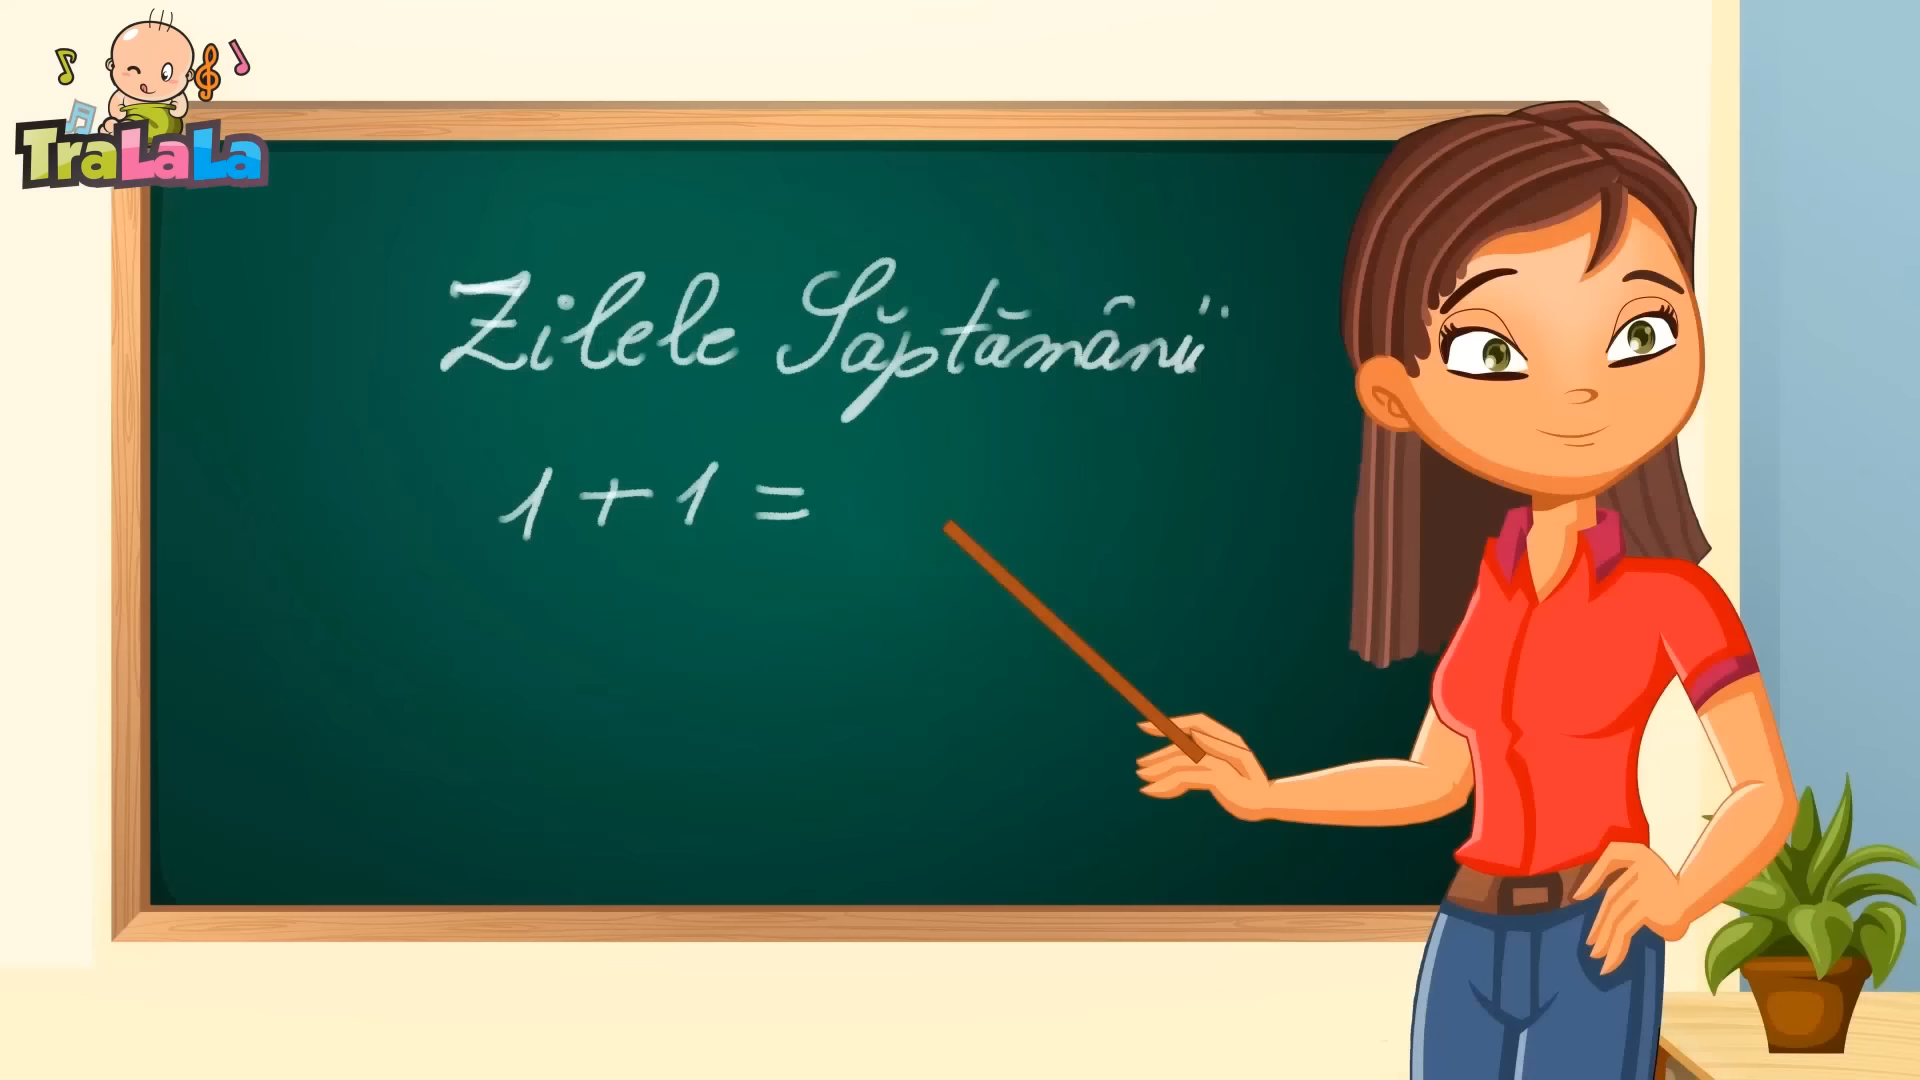 TraLaLa
Zilele Săptămânii
1 + 1 =